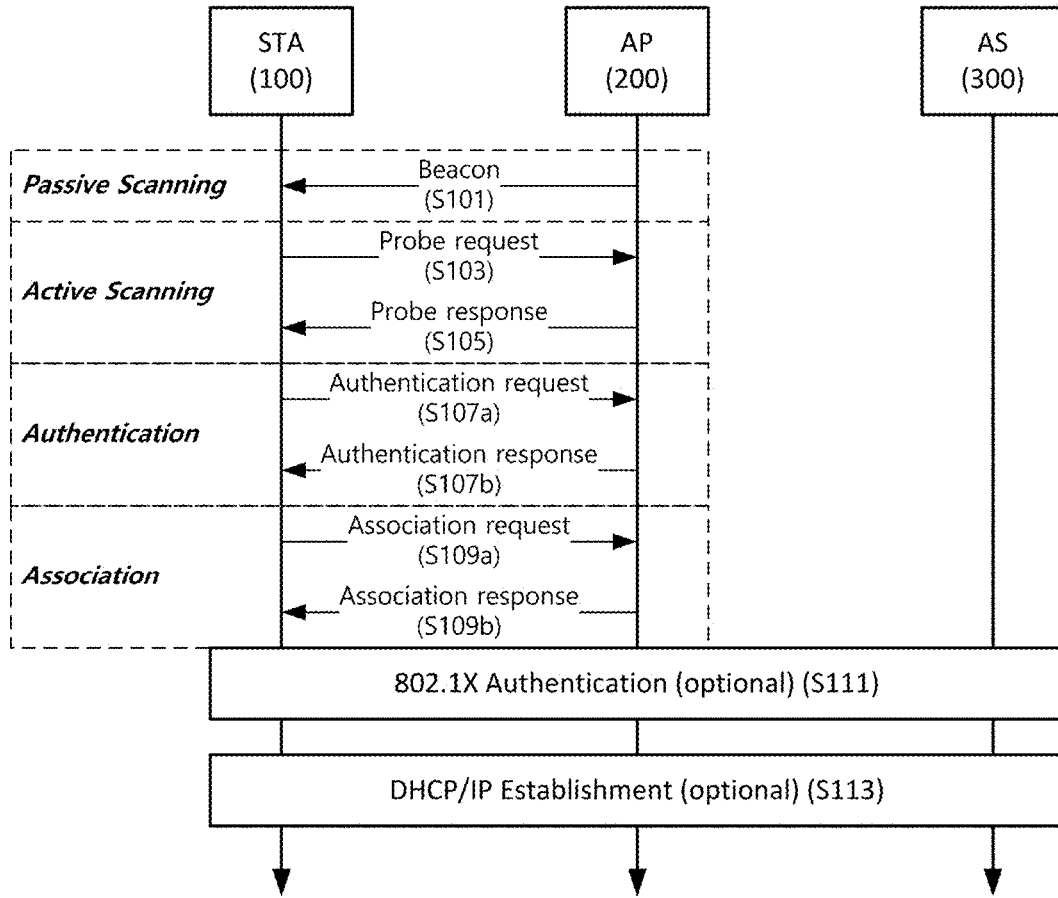 STA
(100)
AP
(200)
AS
(300)
Passive Scanning
Beacon
(S101)
Active Scanning
Probe request
(S103)
Probe response
(S105)
Authentication
Authentication request
(S107a)
Authentication response
(S107b)
Association
Association request
(S109a)
Association response
(S109b)
802.1X Authentication (optional) (S111)
DHCP/IP Establishment (optional) (S113)